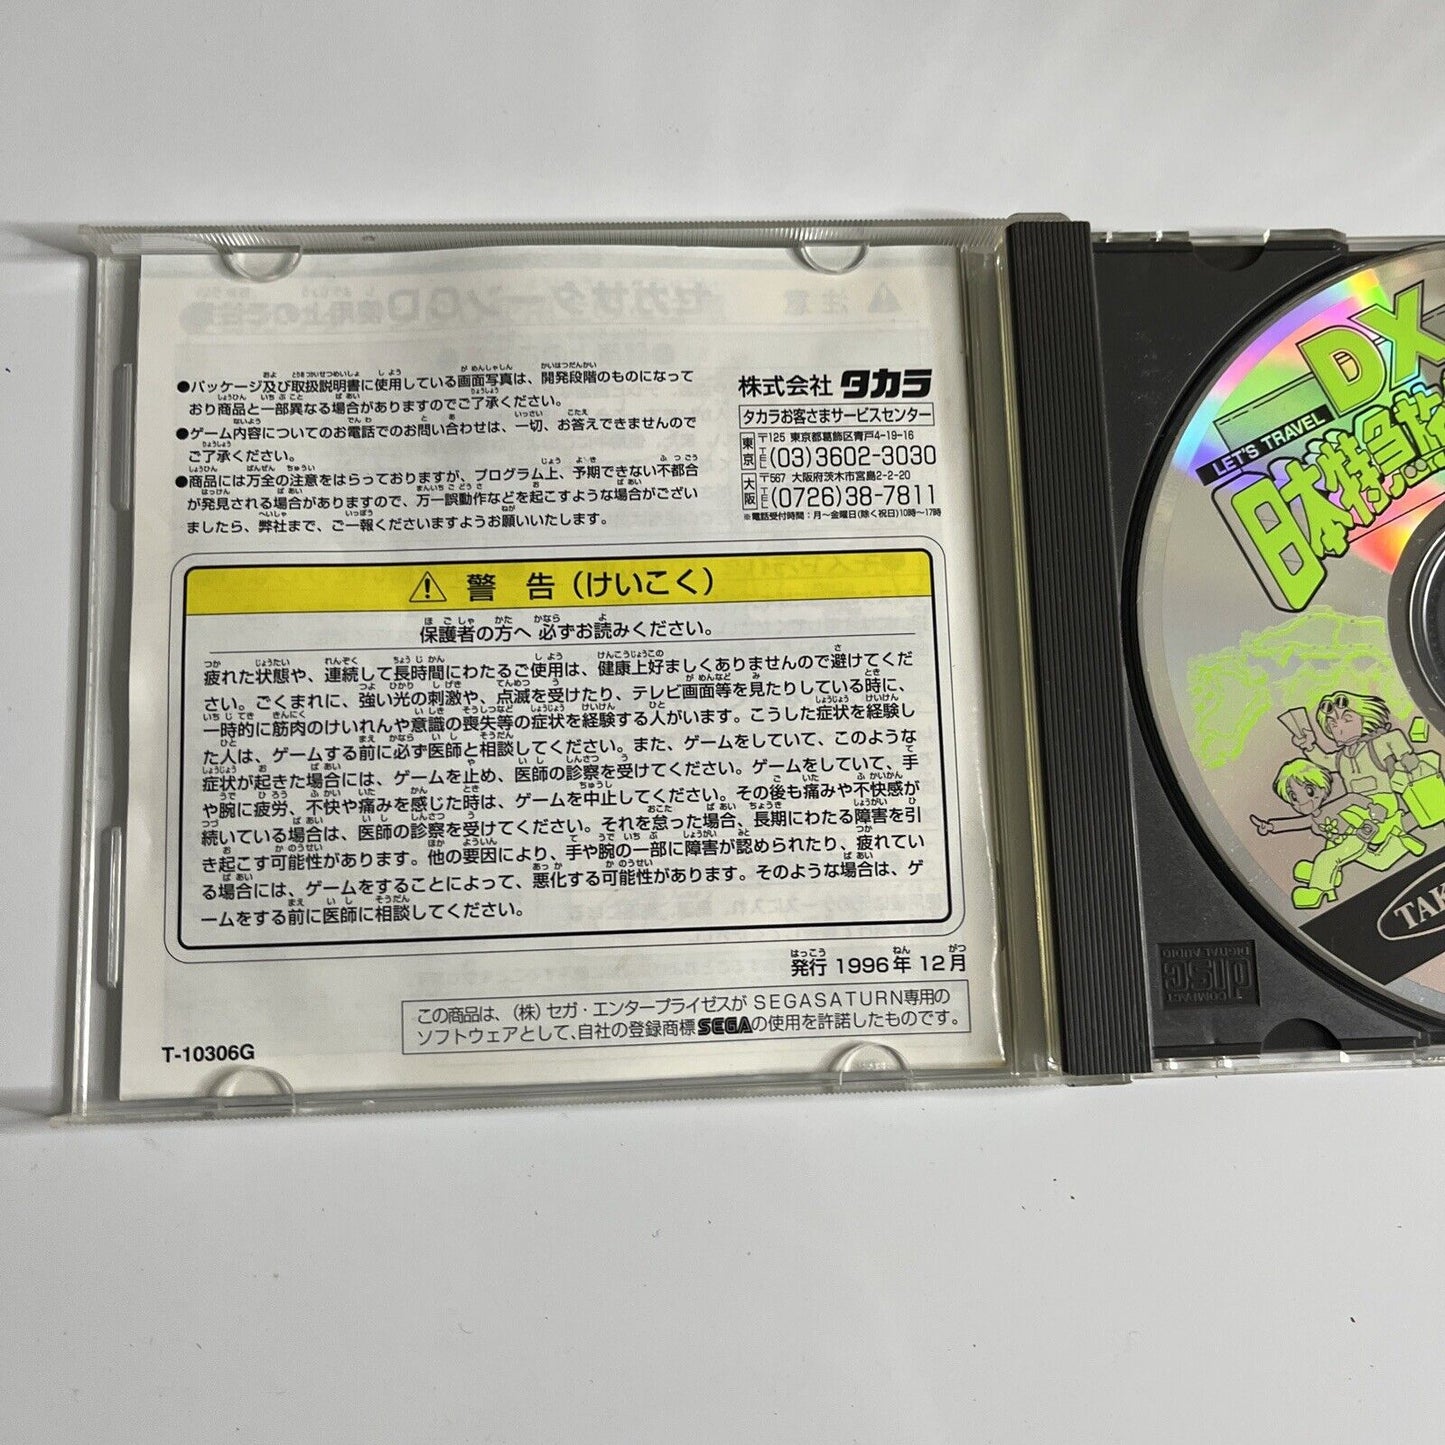 ●パッケージ及び取扱説明書に使用している画面写真は、開発段階のものになって
おり商品と一部異なる場合がありますのでご了承ください。
●ゲーム内容についてのお電話でのお問い合わせは、一切、お答えできませんので
ご了承ください。
●商品には万全の注意をはらっておりますが、プログラム上、予期できない不都合
が発見される場合がありますので、万一誤動作などを起こすような場合がござい
ましたら、弊社まで、ご一報くださいますようお願いいたします。
株式会社 タカラ
タカラお客さまサービスセンター
東京 〒125 東京都葛飾区青戸4-19-16
TEL (03)3602-3030
大阪 〒567 大阪府茨木市宮島2-2-20
TEL (0726)38-7811
※電話受付時間：月〜金曜日(除く祝日)10時〜17時
⚠ 警告(けいこく)
保護者の方へ 必ずお読みください。
疲れた状態や、連続して長時間にわたるご使用は、健康上好ましくありませんので避けてくだ
さい。ごくまれに、強い光の刺激や、点滅を受けたり、テレビ画面等を見たりしている時に、
一時的に筋肉のけいれんや意識の喪失等の症状を経験する人がいます。こうした症状を経験し
た人は、ゲームする前に必ず医師と相談してください。また、ゲームをしていて、このような
症状が起きた場合には、ゲームを止め、医師の診察を受けてください。ゲームをしていて、手
や腕に疲労、不快や痛みを感じた時は、ゲームを中止してください。その後も痛みや不快感が
続いている場合は、医師の診察を受けてください。それを怠った場合、長期にわたる障害を引
き起こす可能性があります。他の要因により、手や腕の一部に障害が認められたり、疲れてい
る場合には、ゲームをすることによって、悪化する可能性があります。そのような場合は、ゲ
ームをする前に医師に相談してください。
発行 1996年12月
この商品は、(株)セガ・エンタープライゼスがSEGASATURN専用の
ソフトウェアとして、自社の登録商標SEGAの使用を許諾したものです。
T-10306G
DX
LET'S TRAVEL
日本特急旅
TAK
COMPACT
disc
DIGITAL AUDIO